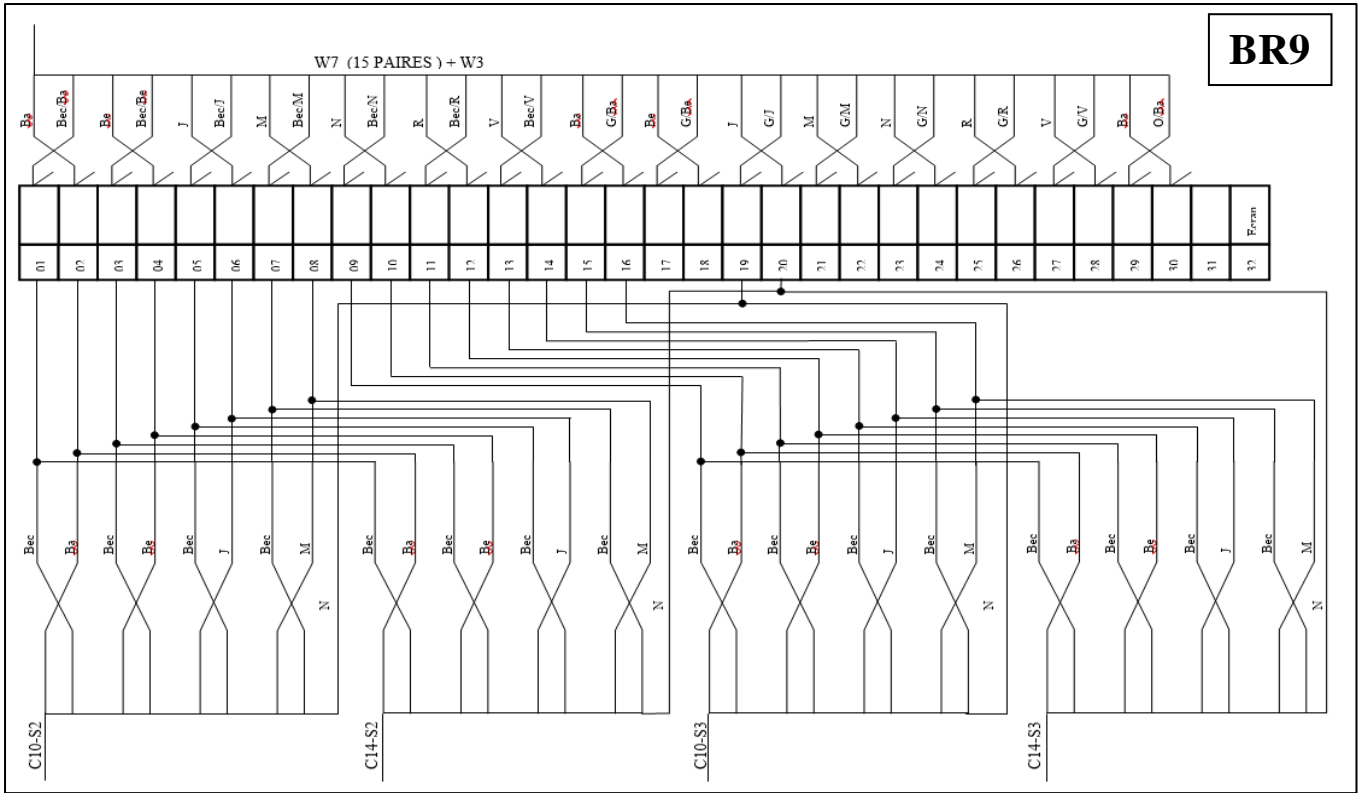 BR9
W7 (15 PAIRES ) + W3
Ba Bec/Ba Be Bec/Be J Bec/J M Bec/M N Bec/N R Bec/R V Bec/V Ba G/Ba Be G/Be J G/J M G/M N G/N R G/R V G/V Ba O/Ba
Ecran
01 02 03 04 05 06 07 08 09 10 11 12 13 14 15 16 17 18 19 20 21 22 23 24 25 26 27 28 29 30 31 32
Bec Ba Bec Be Bec J Bec M Bec Ba Bec Be Bec J Bec M Bec Ba Bec Be Bec J Bec M Bec Ba Bec Be Bec J Bec M
N N N N
C10-S2 C14-S2 C10-S3 C14-S3